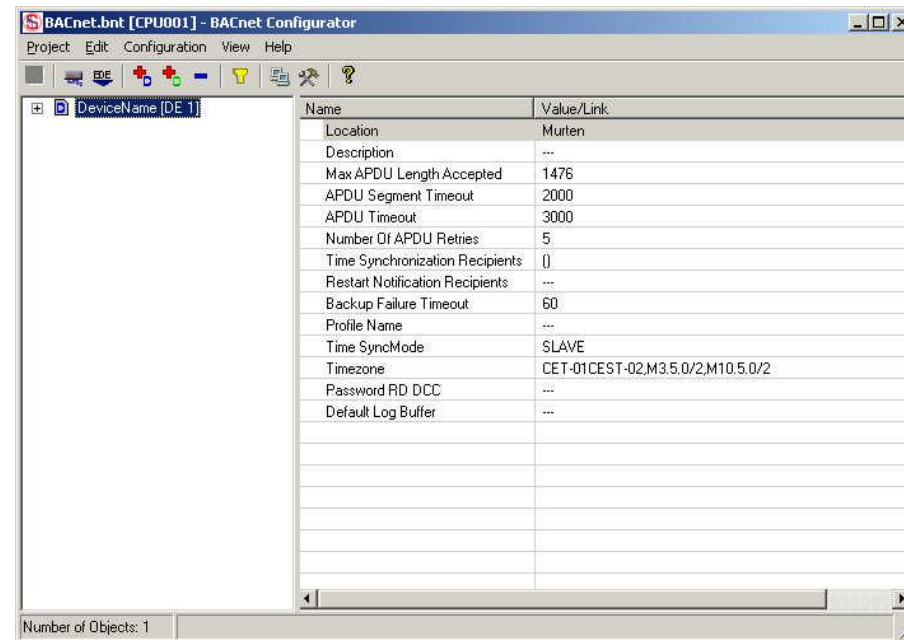 BACnet.bnt [CPU001] - BACnet Configurator
Project Edit Configuration View Help
EDE D O
DeviceName [DE 1]
Name Value/Link
Location Murten
Description ---
Max APDU Length Accepted 1476
APDU Segment Timeout 2000
APDU Timeout 3000
Number Of APDU Retries 5
Time Synchronization Recipients {}
Restart Notification Recipients ---
Backup Failure Timeout 60
Profile Name ---
Time SyncMode SLAVE
Timezone CET-01CEST-02,M3.5.0/2,M10.5.0/2
Password RD DCC ---
Default Log Buffer ---
Number of Objects: 1